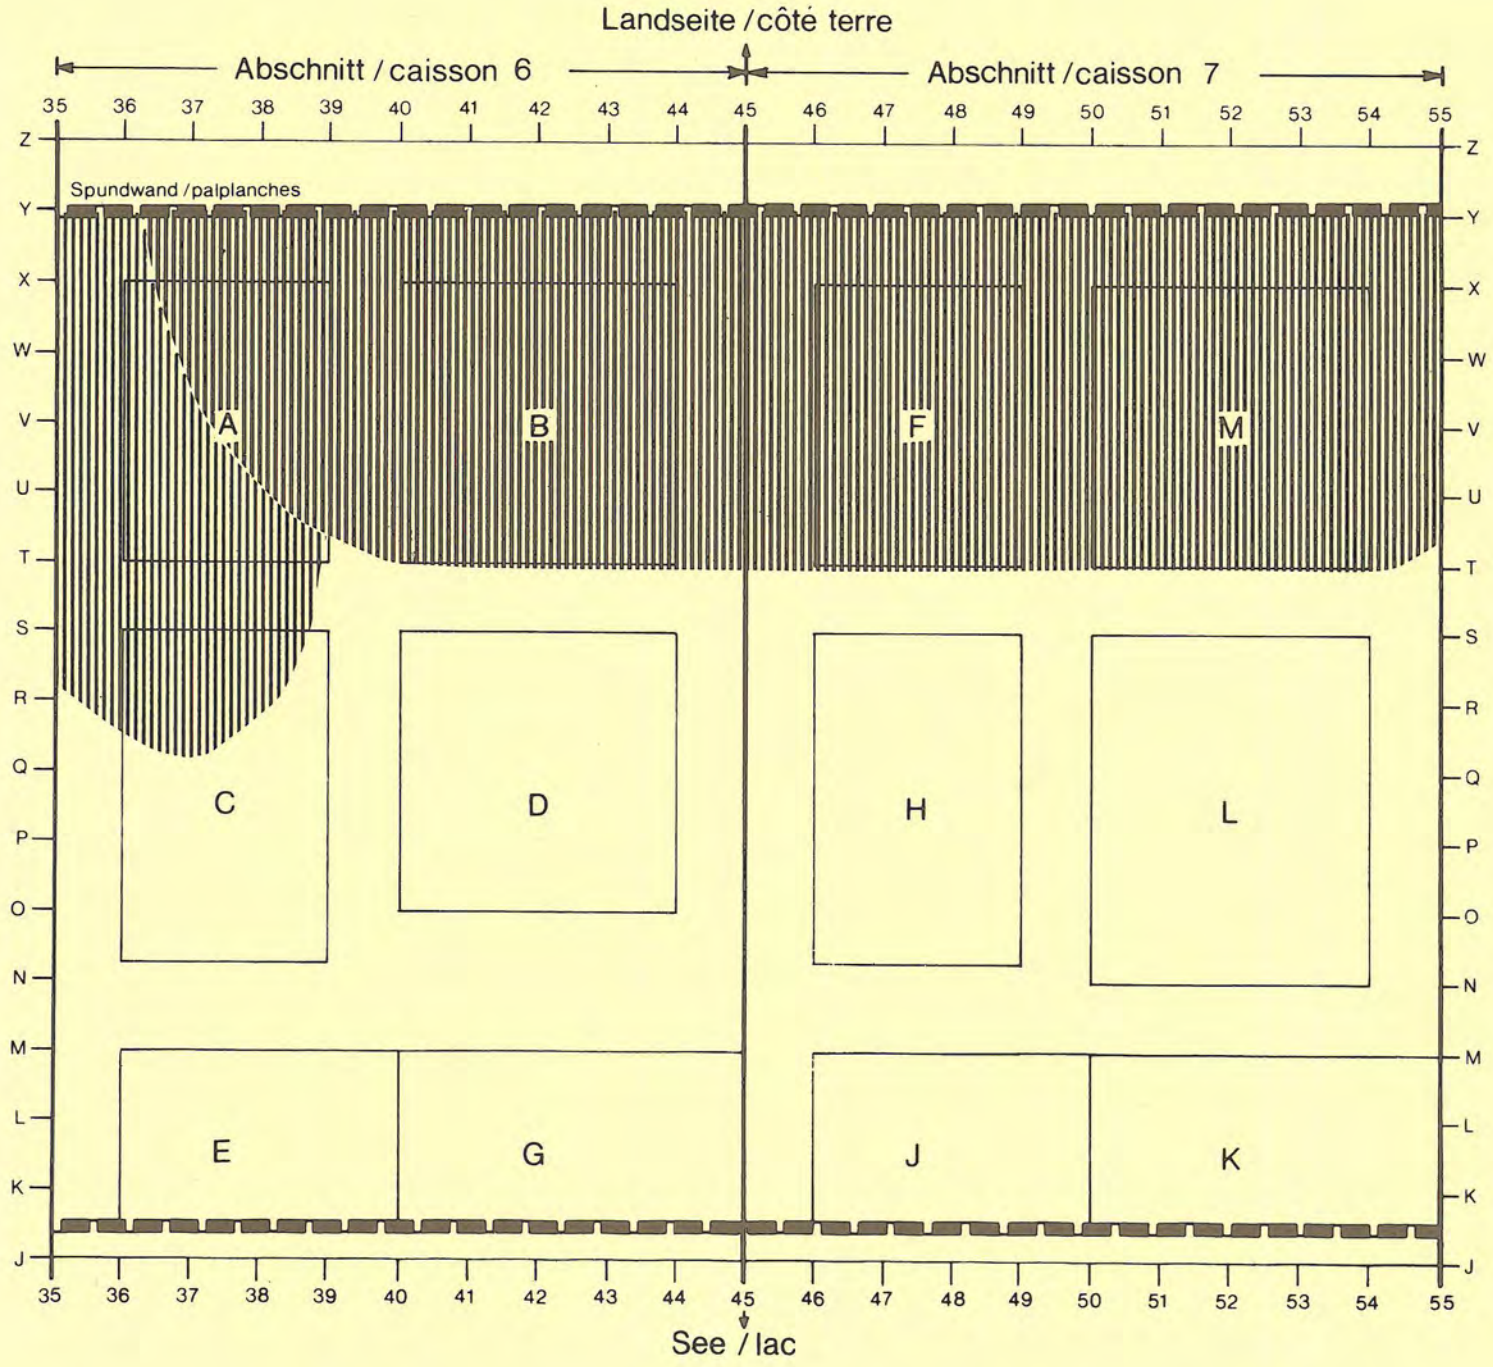 Landseite / côté terre
Abschnitt / caisson 6
Abschnitt / caisson 7
35 36 37 38 39 40 41 42 43 44 45 46 47 48 49 50 51 52 53 54 55
Z Z
Spundwand / palplanches
Y Y
X X
W W
V A B F M V
U U
T T
S S
R R
Q Q
C D H L
P P
O O
N N
M M
L L
E G J K
K K
J J
35 36 37 38 39 40 41 42 43 44 45 46 47 48 49 50 51 52 53 54 55
See / lac